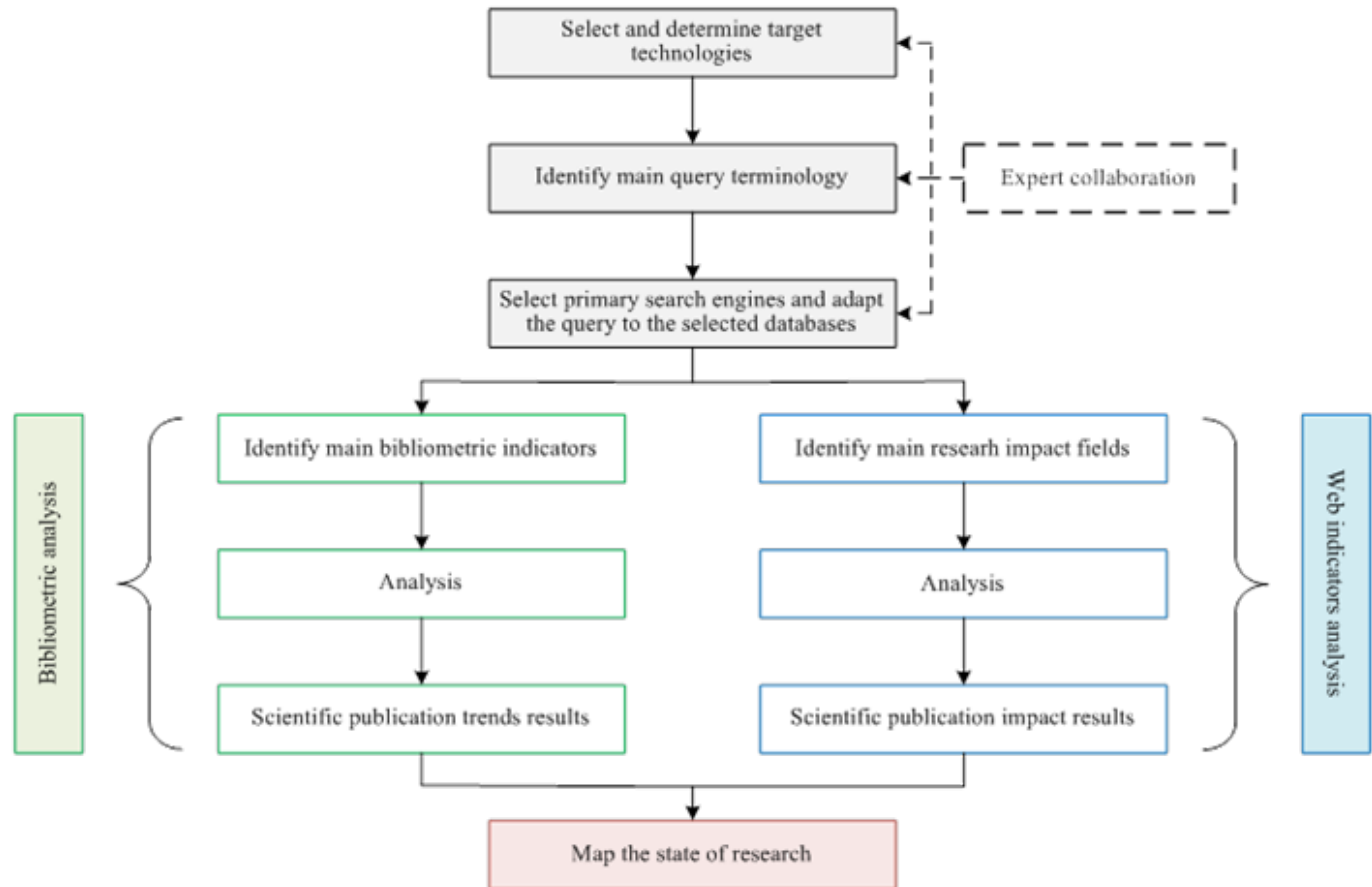 Select and determine target
technologies
Identify main query terminology
Expert collaboration
Select primary search engines and adapt
the query to the selected databases
Bibliometric analysis
Identify main bibliometric indicators
Identify main researh impact fields
Web indicators analysis
Analysis
Analysis
Scientific publication trends results
Scientific publication impact results
Map the state of research